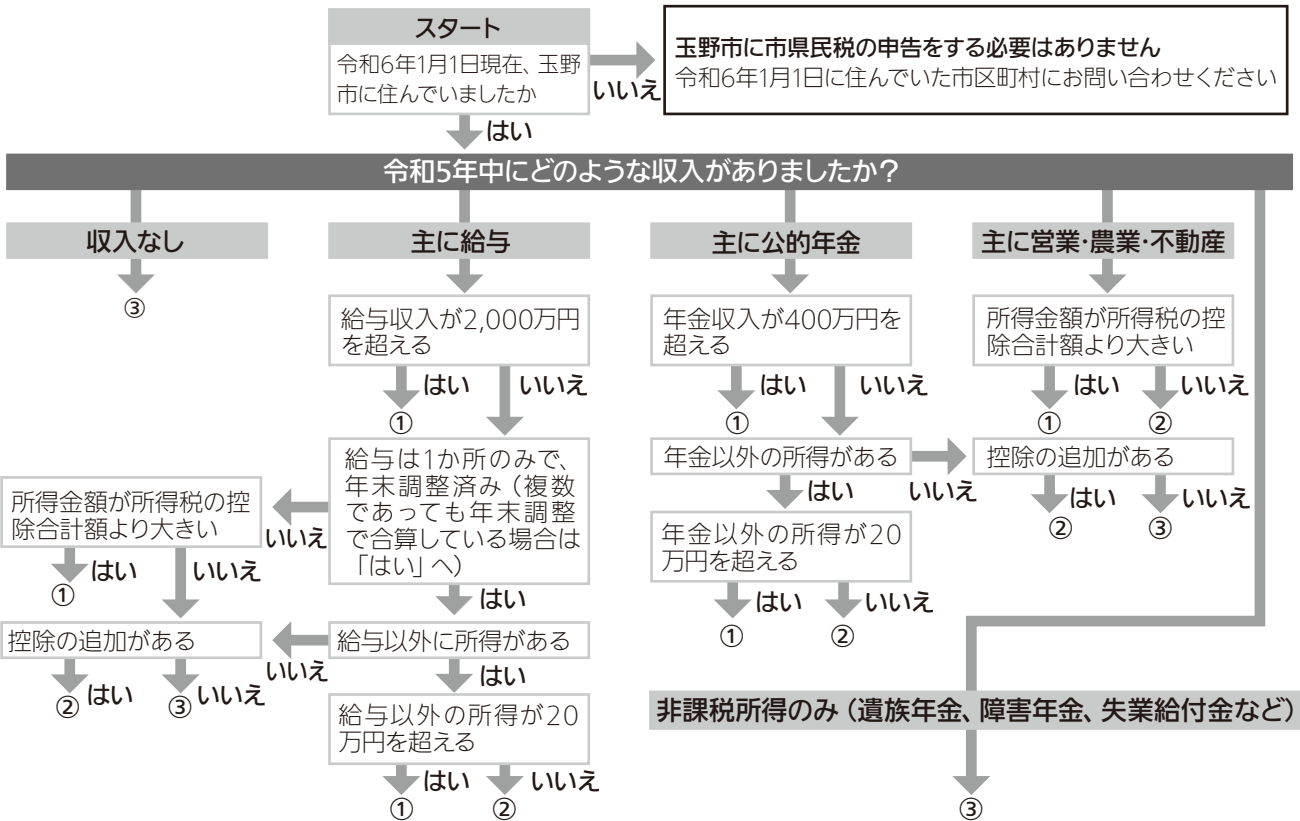 スタート
令和6年1月1日現在、玉野
市に住んでいましたか
いいえ
玉野市に市県民税の申告をする必要はありません
令和6年1月1日に住んでいた市区町村にお問い合わせください
はい
令和5年中にどのような収入がありましたか？
収入なし
③
主に給与
給与収入が2,000万円
を超える
はい
いいえ
①
給与は1か所のみで、
年末調整済み（複数
であっても年末調整
で合算している場合は
「はい」へ）
いいえ
所得金額が所得税の控
除合計額より大きい
はい
いいえ
①
はい
給与以外に所得がある
いいえ
控除の追加がある
はい
いいえ
②
③
はい
給与以外の所得が20
万円を超える
はい
いいえ
①
②
主に公的年金
年金収入が400万円を
超える
はい
いいえ
①
年金以外の所得がある
はい
いいえ
年金以外の所得が20
万円を超える
はい
いいえ
①
②
主に営業・農業・不動産
所得金額が所得税の控
除合計額より大きい
はい
いいえ
①
②
控除の追加がある
はい
いいえ
②
③
非課税所得のみ（遺族年金、障害年金、失業給付金など）
③